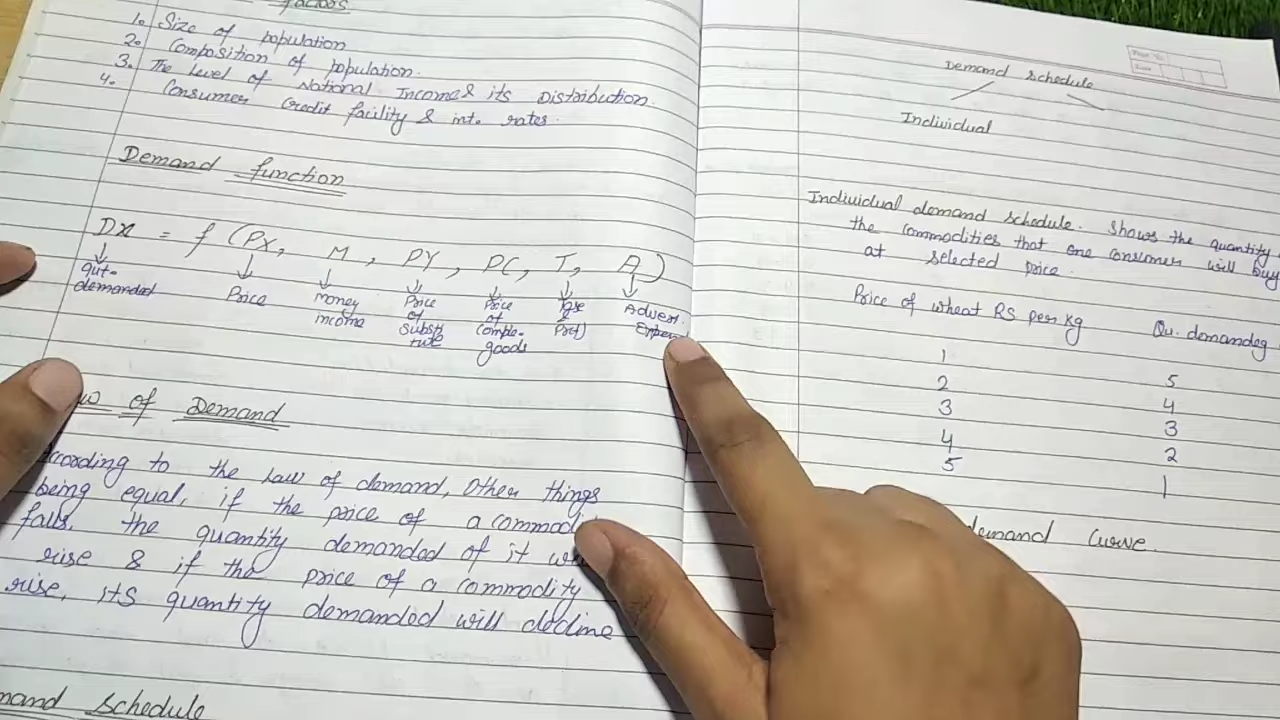 factors
1. Size of population
2. Composition of population.
3. The Level of National Income & its Distribution.
4. Consumer Credit facility & int. rates.
Demand function
Dx = f (PX, M, PY, PC, T, A)
qut. demanded
Price
money income
Price of substitute
Price of comple. goods
Advert.
of Demand
According to the law of demand, Other things
being equal, if the price of a commodi
falls, the quantity demanded of it
rise & if the price of a commodity
rise, its quantity demanded will decline
mand Schedule
Demand Schedule
Individual
Individual demand schedule. Shows the quantity
the commodities that one consumer will buy
at selected price.
Price of wheat RS per kg Qu. demanded
1 5
2 4
3 3
4 2
5 1
demand Curve.